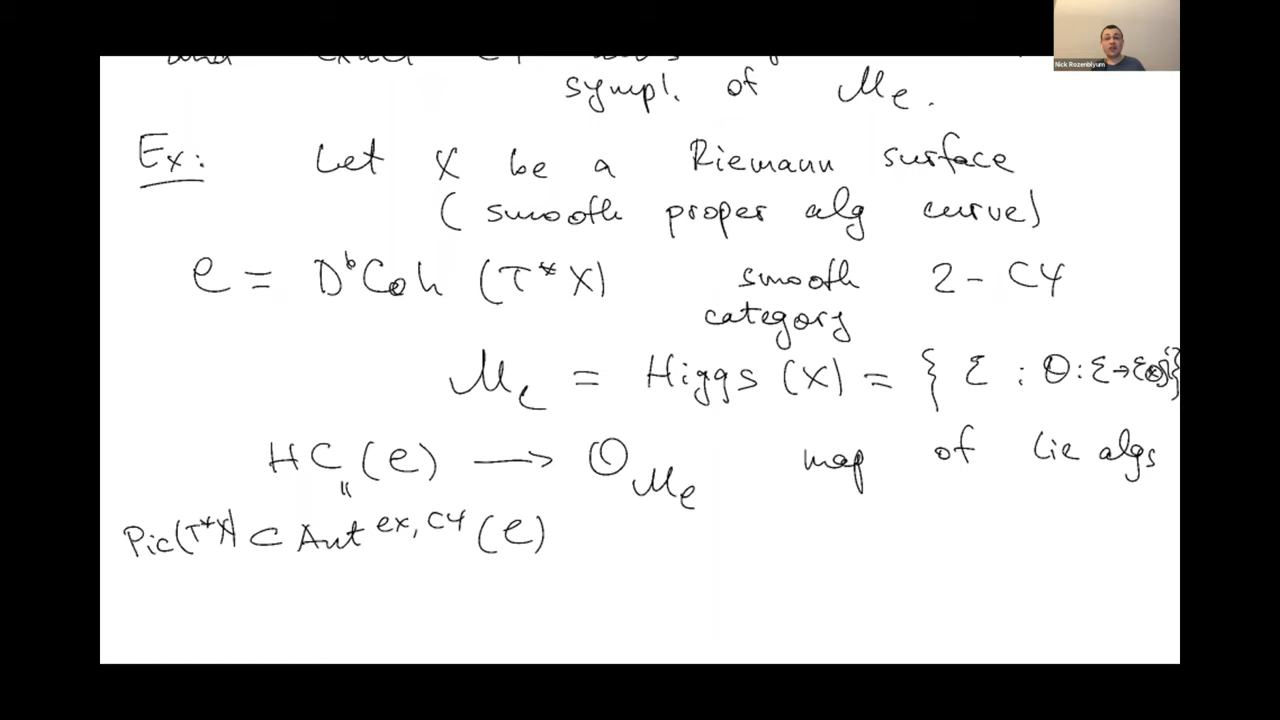 sympl. of M_e.
Ex: Let X be a Riemann surface
( smooth proper alg curve)
e = D^bCoh (T*X) smooth 2-CY
category
M_e = Higgs (X) = { Ɛ : Θ: Ɛ→
HC(e) → O_{M_e} map of Lie algs
"
Pic(T*X) ⊂ Aut^{ex, CY} (e)
Nick Rozenblyum